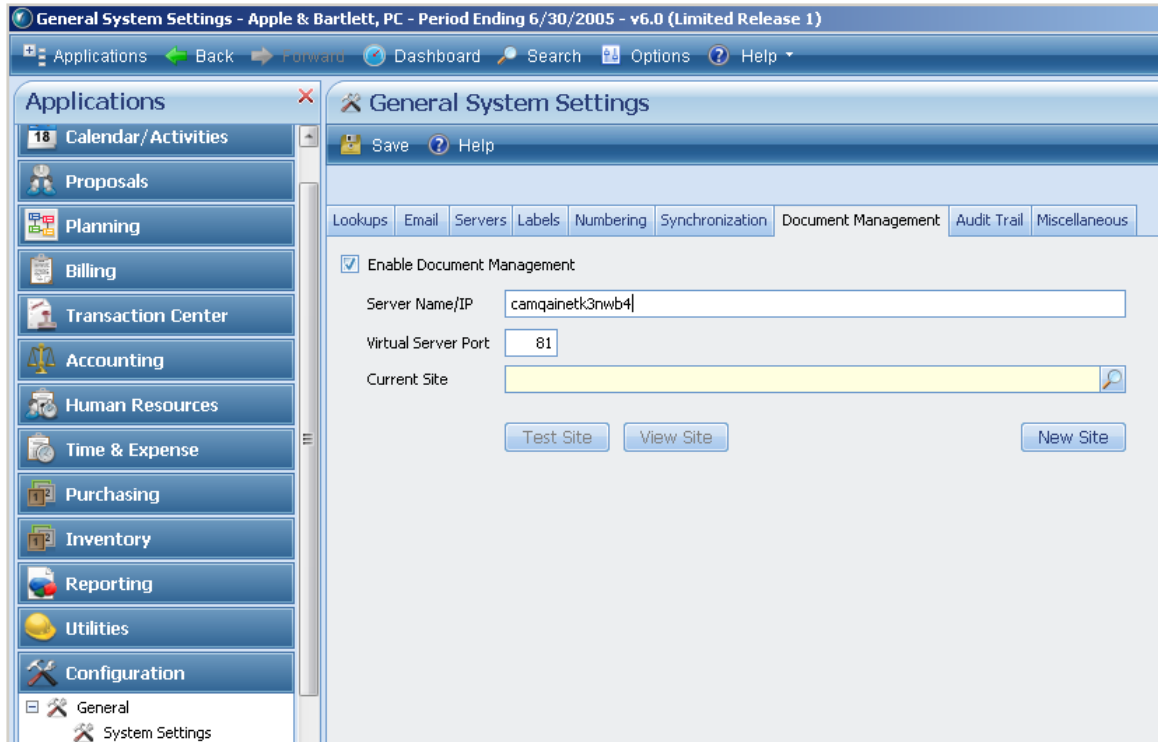 General System Settings - Apple & Bartlett, PC - Period Ending 6/30/2005 - v6.0 (Limited Release 1)
Applications Back Forward Dashboard Search Options Help
Applications
General System Settings
Save Help
18 Calendar/Activities
Proposals
Planning
Billing
Transaction Center
Accounting
Human Resources
Time & Expense
Purchasing
Inventory
Reporting
Utilities
Configuration
General
System Settings
Lookups Email Servers Labels Numbering Synchronization Document Management Audit Trail Miscellaneous
Enable Document Management
Server Name/IP camqainetk3nwb4
Virtual Server Port 81
Current Site
Test Site View Site New Site